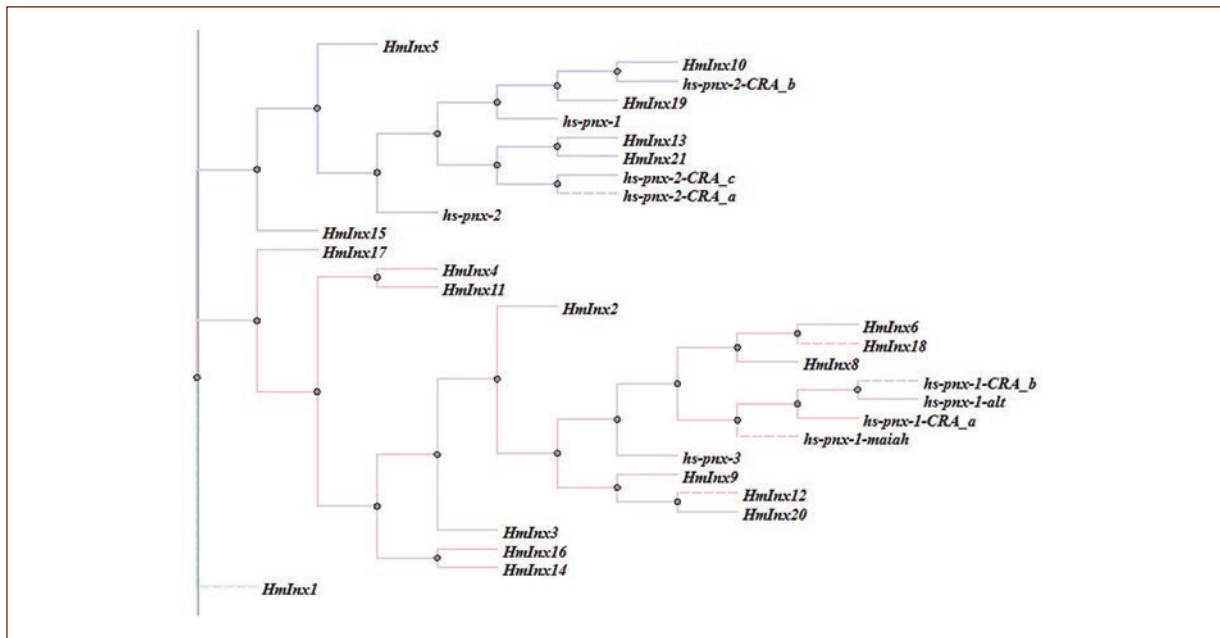 HmInx5
HmInx10
hs-pnx-2-CRA_b
HmInx19
hs-pnx-1
HmInx13
HmInx21
hs-pnx-2-CRA_c
hs-pnx-2-CRA_a
hs-pnx-2
HmInx15
HmInx17
HmInx4
HmInx11
HmInx2
HmInx6
HmInx18
HmInx8
hs-pnx-1-CRA_b
hs-pnx-1-alt
hs-pnx-1-CRA_a
hs-pnx-1-maiah
hs-pnx-3
HmInx9
HmInx12
HmInx20
HmInx3
HmInx16
HmInx14
HmInx1